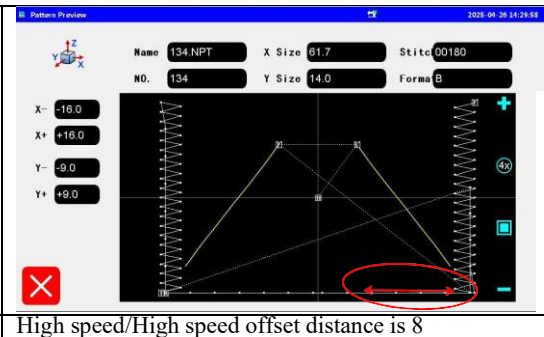 Pattern Preview 2025-04-26 14:29:58
Z
Y X
Name 134.NPT X Size 61.7 Stitc 00180
NO. 134 Y Size 14.0 Forma B
X- -16.0
X+ +16.0
Y- -9.0
Y+ +9.0
4x
High speed/High speed offset distance is 8